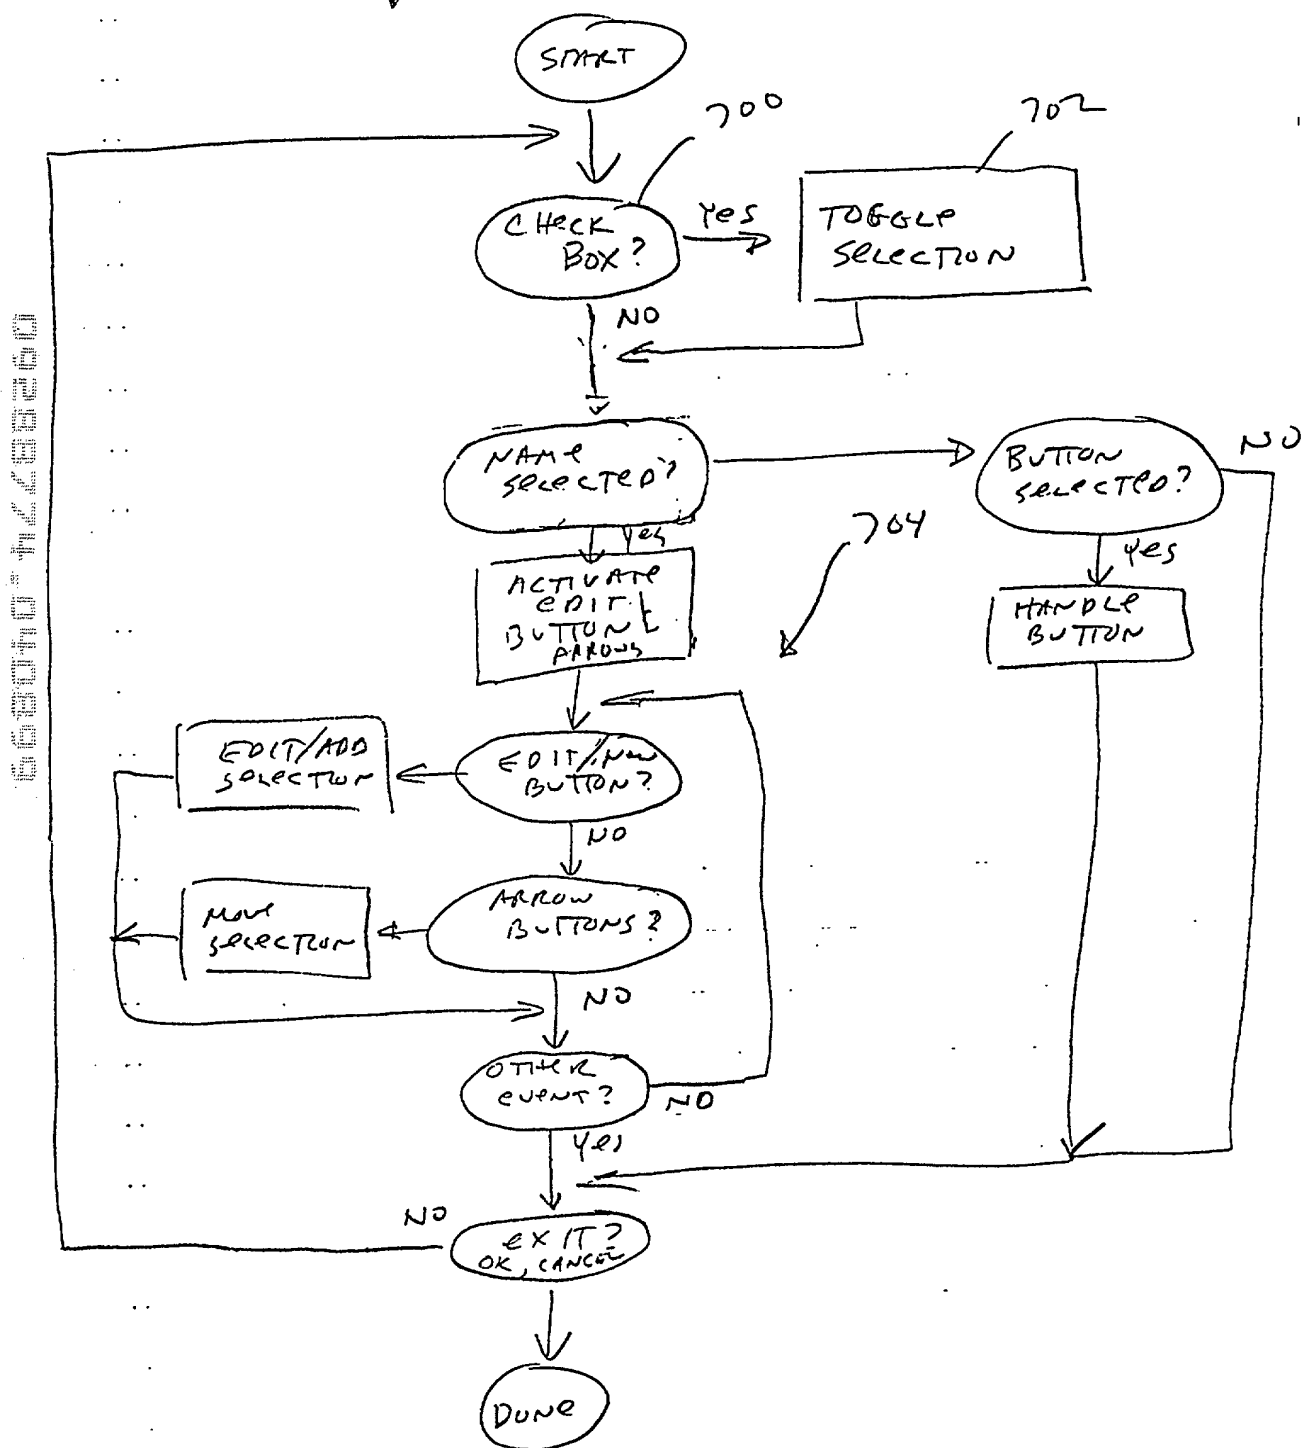 START
700
702
CHECK
BOX?
Yes
TOGGLE
SELECTION
NO
NAME
SELECTED?
BUTTON
SELECTED?
NO
Yes
704
Yes
ACTIVATE
EDIT
BUTTON &
ARROWS
HANDLE
BUTTON
EDIT/ADD
SELECTION
EDIT/NEW
BUTTON?
NO
MOVE
SELECTION
ARROW
BUTTONS?
NO
OTHER
EVENT?
NO
Yes
NO
EXIT?
OK, CANCEL
DONE